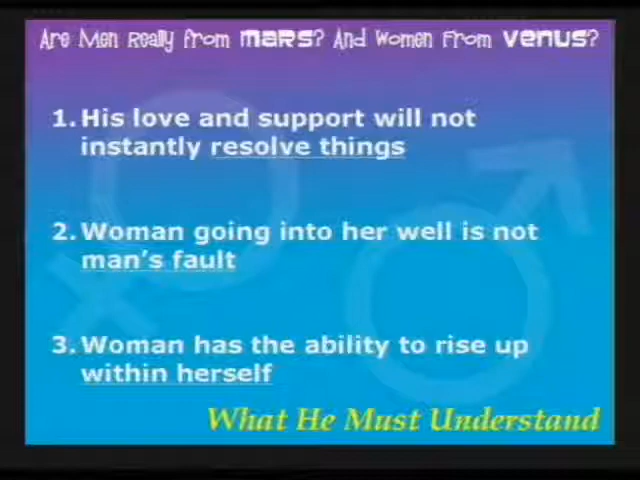 Are Men Really from MARS? And Women From VENUS?
1. His love and support will not
instantly resolve things
2. Woman going into her well is not
man's fault
3. Woman has the ability to rise up
within herself
What He Must Understand